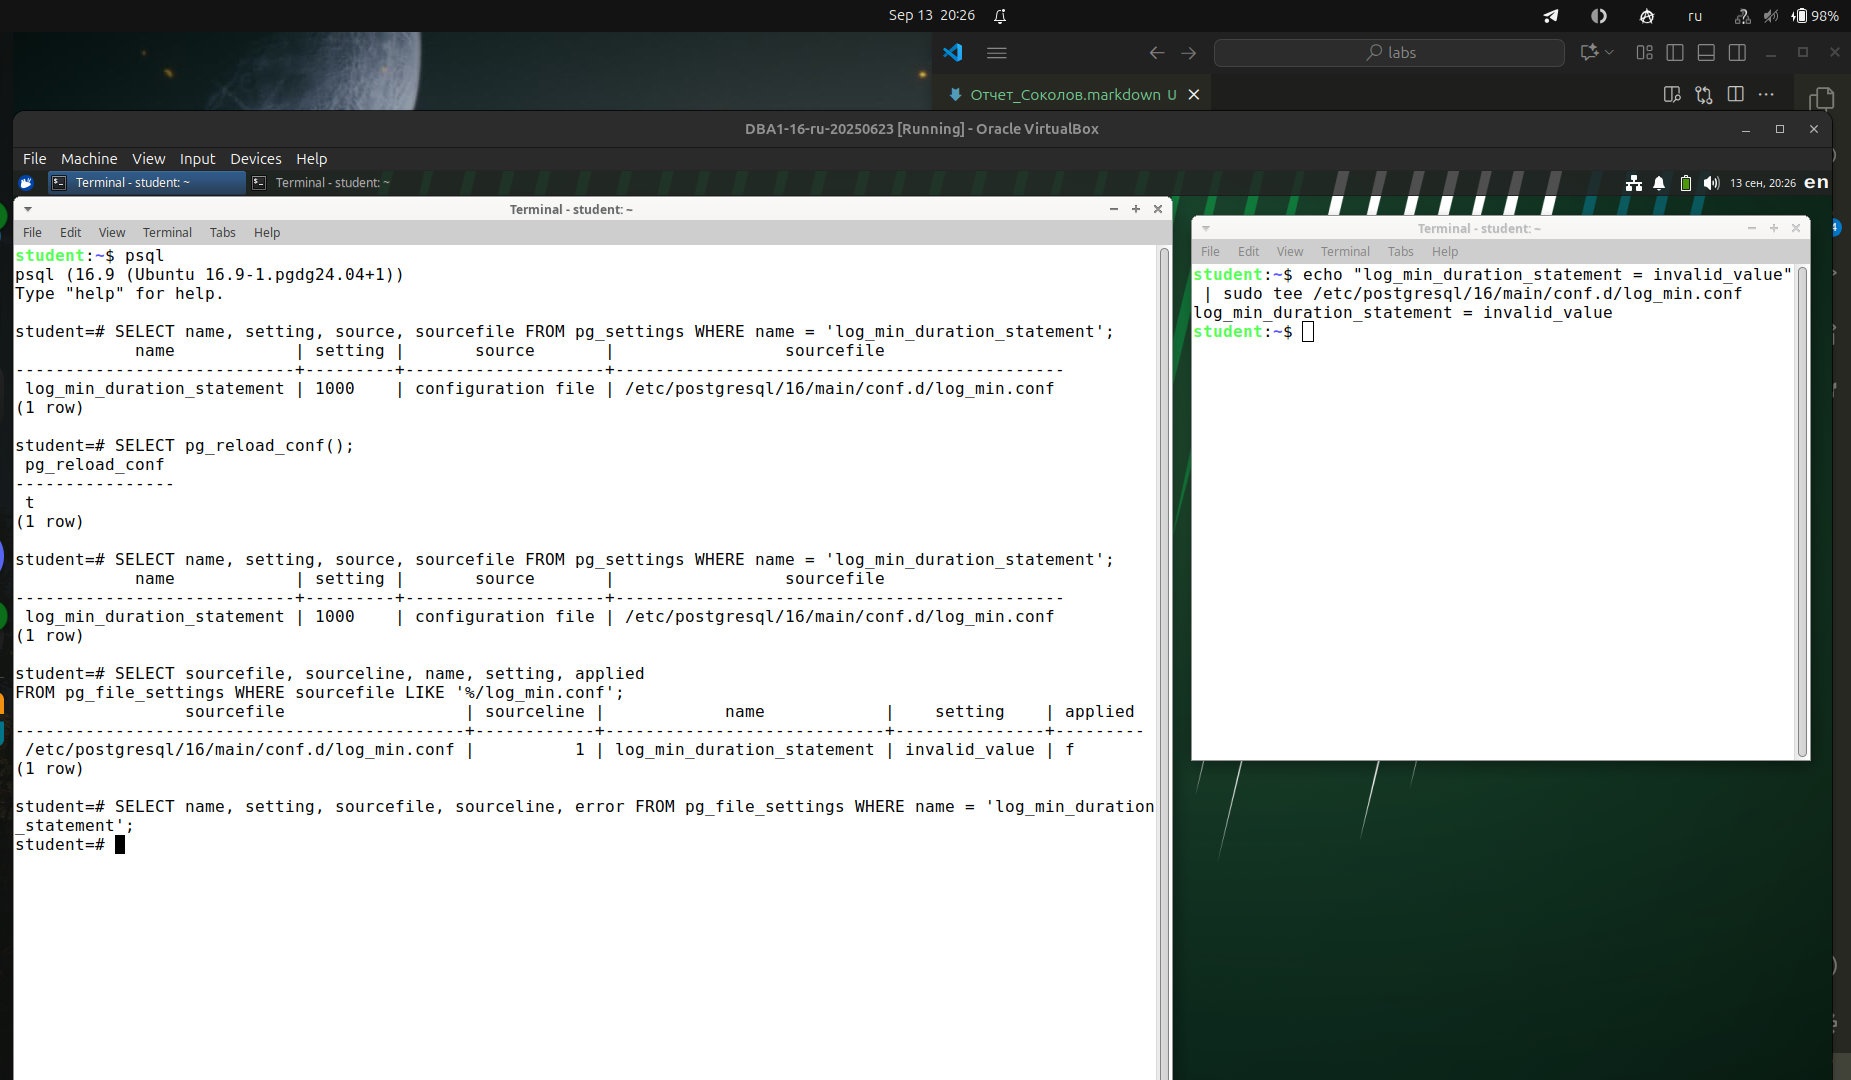 Sep 13 20:26
ru
98%
labs
Отчет_Соколов.markdown U
DBA1-16-ru-20250623 [Running] - Oracle VirtualBox
File Machine View Input Devices Help
Terminal - student: ~
Terminal - student: ~
13 сен, 20:26 en
Terminal - student: ~
File Edit View Terminal Tabs Help
student:~$ psql
psql (16.9 (Ubuntu 16.9-1.pgdg24.04+1))
Type "help" for help.
student=# SELECT name, setting, source, sourcefile FROM pg_settings WHERE name = 'log_min_duration_statement';
name | setting | source | sourcefile
----------------------------+---------+--------------------+---------------------------------------------
log_min_duration_statement | 1000 | configuration file | /etc/postgresql/16/main/conf.d/log_min.conf
(1 row)
student=# SELECT pg_reload_conf();
pg_reload_conf
----------------
t
(1 row)
student=# SELECT name, setting, source, sourcefile FROM pg_settings WHERE name = 'log_min_duration_statement';
name | setting | source | sourcefile
----------------------------+---------+--------------------+---------------------------------------------
log_min_duration_statement | 1000 | configuration file | /etc/postgresql/16/main/conf.d/log_min.conf
(1 row)
student=# SELECT sourcefile, sourceline, name, setting, applied
FROM pg_file_settings WHERE sourcefile LIKE '%/log_min.conf';
sourcefile | sourceline | name | setting | applied
---------------------------------------------+------------+----------------------------+---------------+---------
/etc/postgresql/16/main/conf.d/log_min.conf | 1 | log_min_duration_statement | invalid_value | f
(1 row)
student=# SELECT name, setting, sourcefile, sourceline, error FROM pg_file_settings WHERE name = 'log_min_duration
_statement';
student=#
Terminal - student: ~
File Edit View Terminal Tabs Help
student:~$ echo "log_min_duration_statement = invalid_value"
| sudo tee /etc/postgresql/16/main/conf.d/log_min.conf
log_min_duration_statement = invalid_value
student:~$